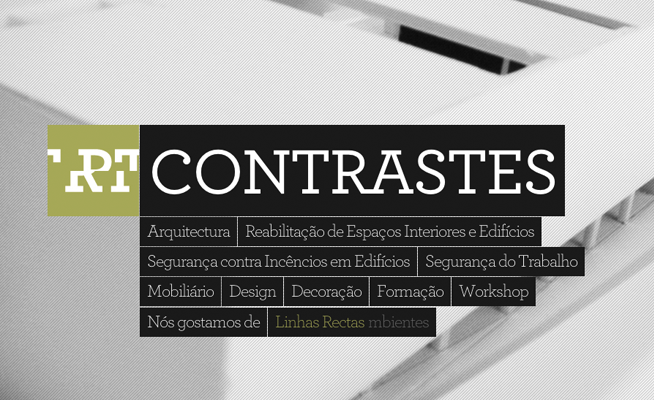 ART CONTRASTES
Arquitectura Reabilitação de Espaços Interiores e Edifícios
Segurança contra Incêncios em Edifícios Segurança do Trabalho
Mobiliário Design Decoração Formação Workshop
Nós gostamos de Linhas Rectas mbientes